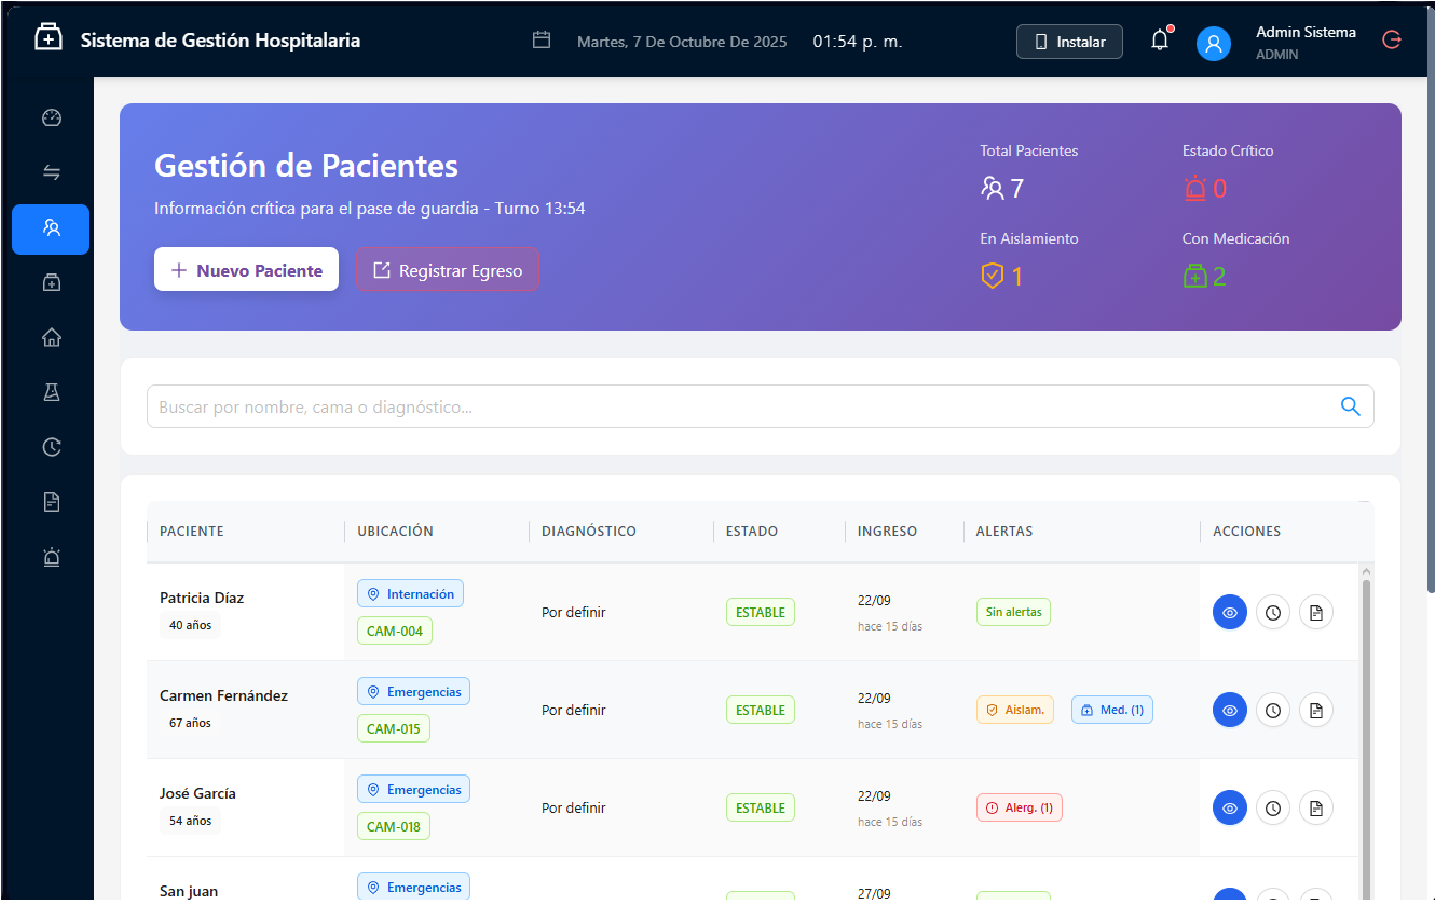 Sistema de Gestión Hospitalaria
Martes, 7 De Octubre De 2025
01:54 p. m.
Instalar
Admin Sistema
ADMIN
Gestión de Pacientes
Información crítica para el pase de guardia - Turno 13:54
Nuevo Paciente
Registrar Egreso
Total Pacientes
7
Estado Crítico
0
En Aislamiento
1
Con Medicación
2
Buscar por nombre, cama o diagnóstico...
PACIENTE
UBICACIÓN
DIAGNÓSTICO
ESTADO
INGRESO
ALERTAS
ACCIONES
Patricia Díaz
40 años
Internación
CAM-004
Por definir
ESTABLE
22/09
hace 15 días
Sin alertas
Carmen Fernández
67 años
Emergencias
CAM-015
Por definir
ESTABLE
22/09
hace 15 días
Aislam.
Med. (1)
José García
54 años
Emergencias
CAM-018
Por definir
ESTABLE
22/09
hace 15 días
Alerg. (1)
San juan
Emergencias
27/09